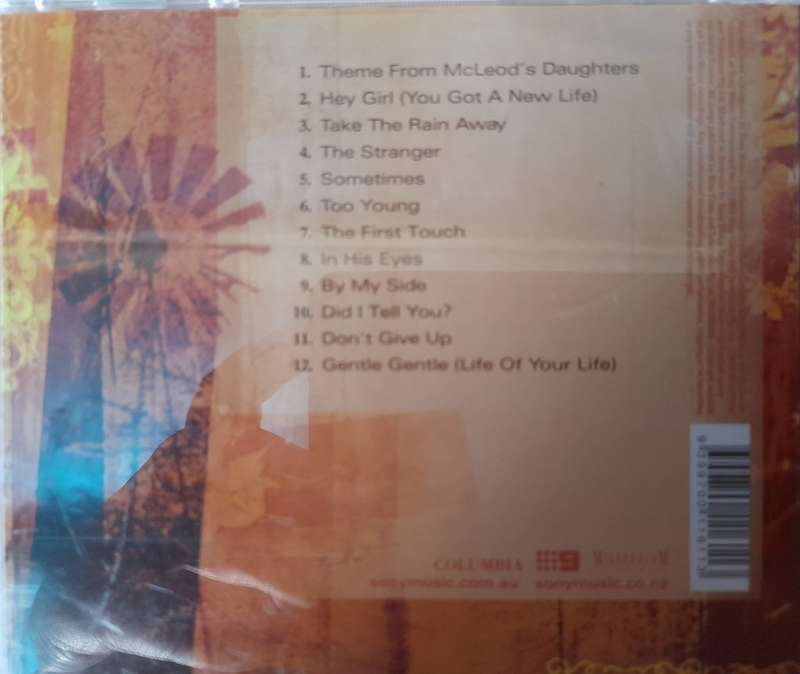 1. Theme From McLeod's Daughters
2. Hey Girl (You Got A New Life)
3. Take The Rain Away
4. The Stranger
5. Sometimes
6. Too Young
7. The First Touch
8. In His Eyes
9. By My Side
10. Did I Tell You?
11. Don't Give Up
12. Gentle Gentle (Life Of Your Life)
COLUMBIA 9 MILLENNIUM
sonymusic.com.au sonymusic.co.nz